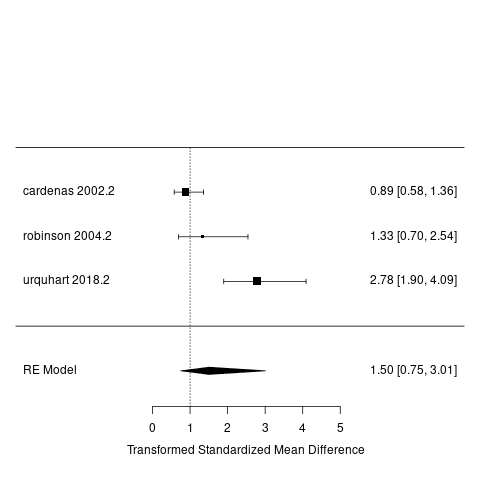 cardenas 2002.2 0.89 [0.58, 1.36]
robinson 2004.2 1.33 [0.70, 2.54]
urquhart 2018.2 2.78 [1.90, 4.09]
RE Model 1.50 [0.75, 3.01]
0 1 2 3 4 5
Transformed Standardized Mean Difference